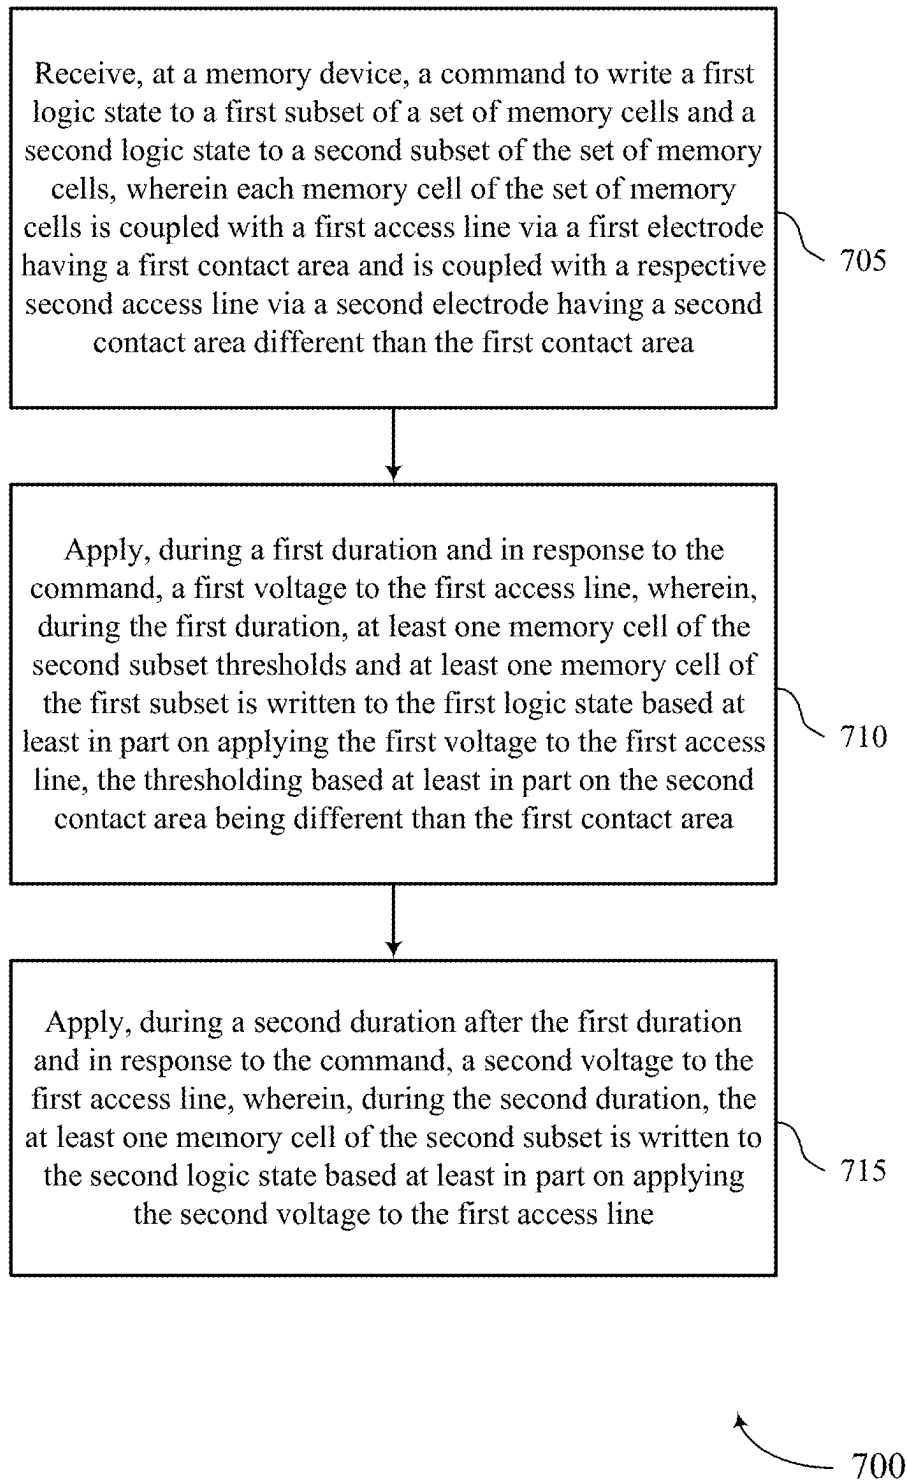 Receive, at a memory device, a command to write a first
logic state to a first subset of a set of memory cells and a
second logic state to a second subset of the set of memory
cells, wherein each memory cell of the set of memory
cells is coupled with a first access line via a first electrode
having a first contact area and is coupled with a respective
second access line via a second electrode having a second
contact area different than the first contact area
705
Apply, during a first duration and in response to the
command, a first voltage to the first access line, wherein,
during the first duration, at least one memory cell of the
second subset thresholds and at least one memory cell of
the first subset is written to the first logic state based at
least in part on applying the first voltage to the first access
line, the thresholding based at least in part on the second
contact area being different than the first contact area
710
Apply, during a second duration after the first duration
and in response to the command, a second voltage to the
first access line, wherein, during the second duration, the
at least one memory cell of the second subset is written to
the second logic state based at least in part on applying
the second voltage to the first access line
715
700